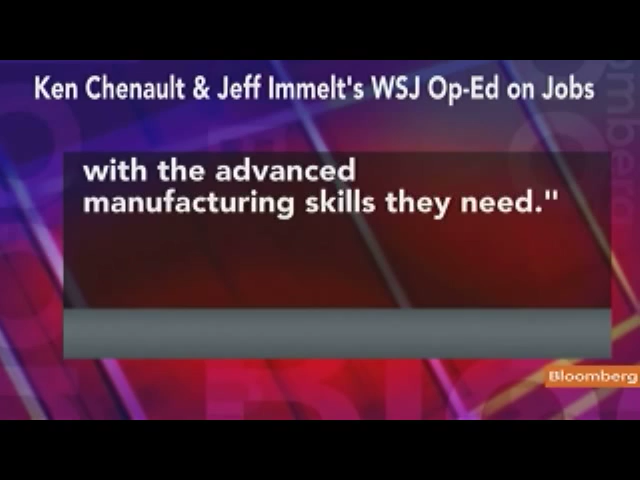 Ken Chenault & Jeff Immelt's WSJ Op-Ed on Jobs
with the advanced
manufacturing skills they need."
Bloomberg